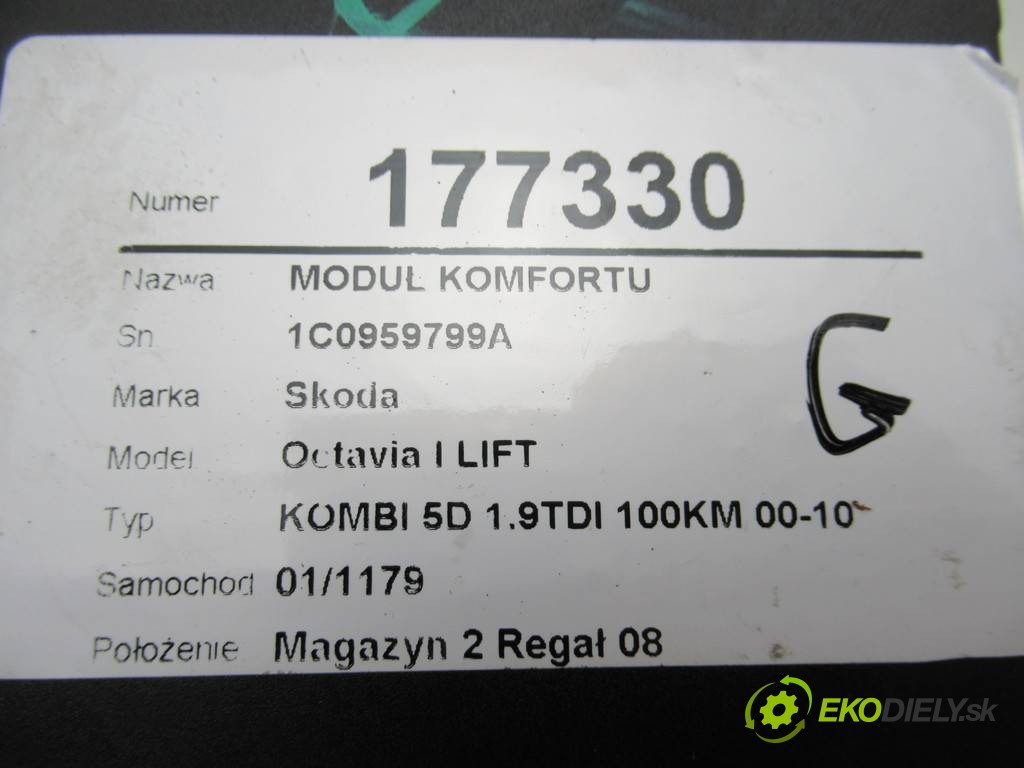 Numer 177330
Nazwa MODUL KOMFORTU
Sn 1C0959799A
Marka Skoda
Model Octavia I LIFT
Typ KOMBI 5D 1.9TDI 100KM 00-10
Samochod 01/1179
Położenie Magazyn 2 Regał 08
G
EKODIELY.sk